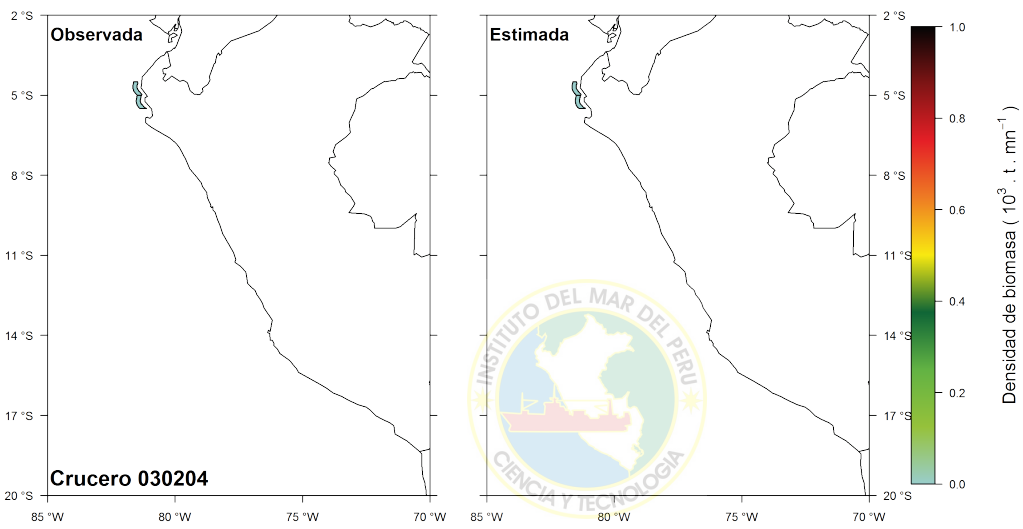 Observada
2 °S
5 °S
8 °S
11 °S
14 °S
17 °S
20 °S
85 °W
80 °W
75 °W
70 °W
Crucero 030204
Estimada
2 °S
5 °S
8 °S
11 °S
14 °S
17 °S
20 °S
85 °W
80 °W
75 °W
70 °W
INSTITUTO DEL MAR DEL PERU
CIENCIA Y TECNOLOGIA
1.0
0.8
0.6
0.4
0.2
0.0
Densidad de biomasa ( 10³ . t . mn⁻¹ )